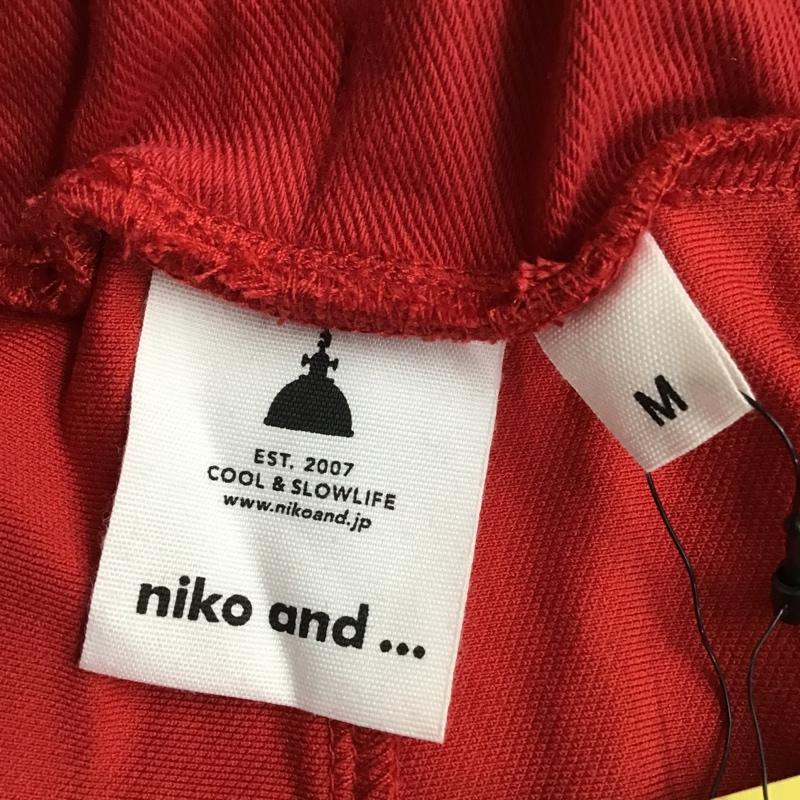 EST. 2007
COOL & SLOWLIFE
www.nikoand.jp
niko and ...
M